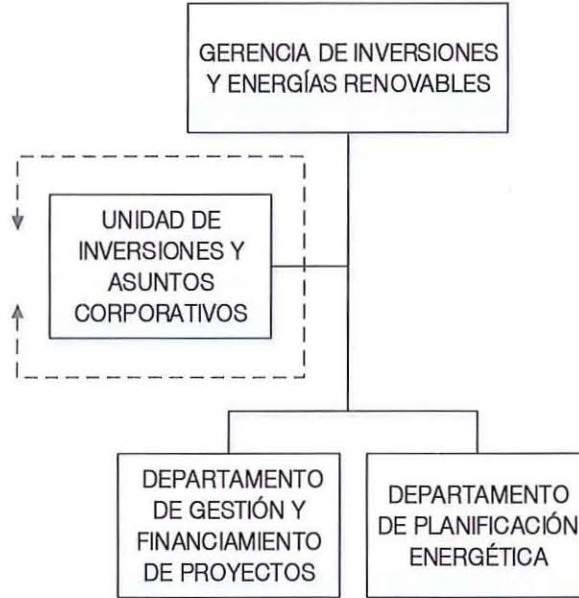 GERENCIA DE INVERSIONES
Y ENERGÍAS RENOVABLES
UNIDAD DE
INVERSIONES Y
ASUNTOS
CORPORATIVOS
DEPARTAMENTO
DE GESTIÓN Y
FINANCIAMIENTO
DE PROYECTOS
DEPARTAMENTO
DE PLANIFICACIÓN
ENERGÉTICA